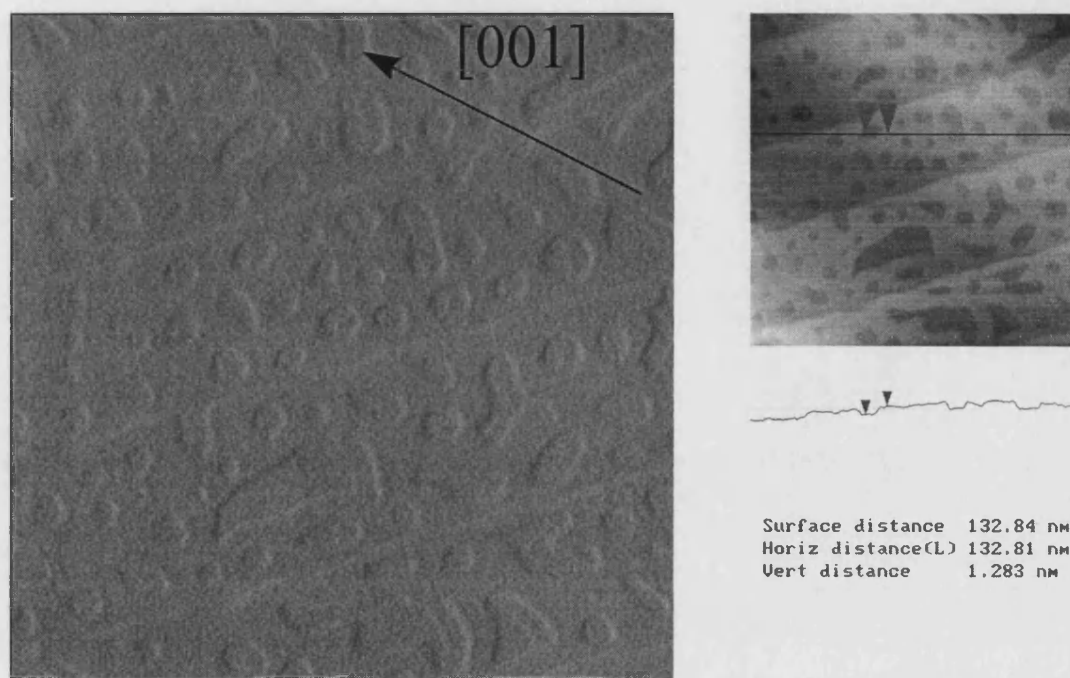 [001]
Surface distance 132.84 nm
Horiz distance(L) 132.81 nm
Vert distance 1.283 nm